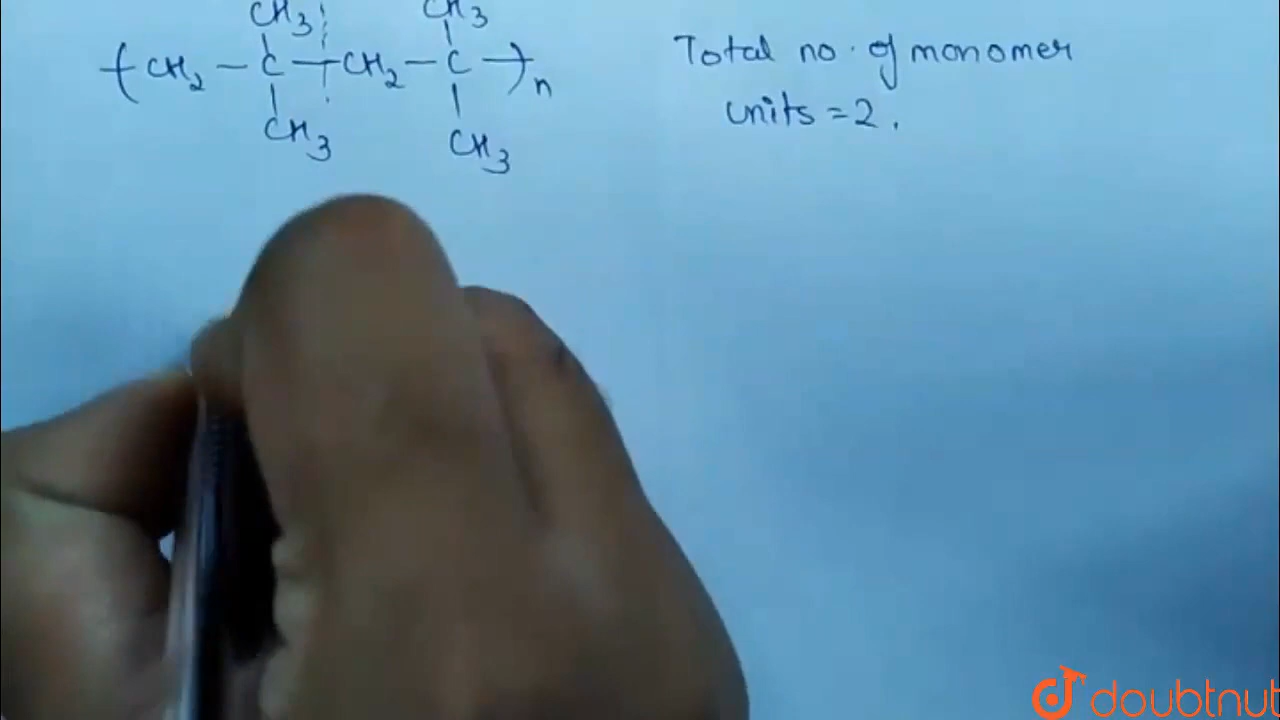 CH3 CH3
( CH2 - C - CH2 - C - )n
CH3 CH3
Total no. of monomer
units = 2.
doubtnut